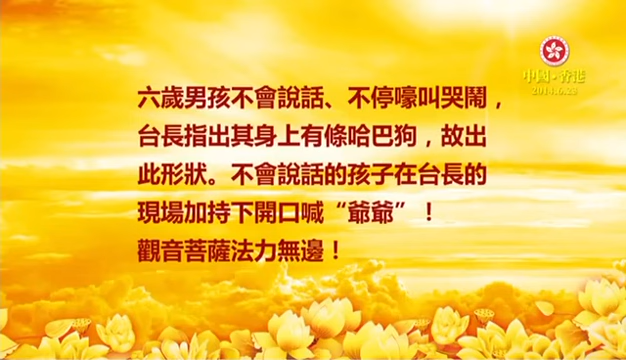 中國·香港
2014.6.28
六歲男孩不會說話、不停嚎叫哭鬧，
台長指出其身上有條哈巴狗，故出
此形狀。不會說話的孩子在台長的
現場加持下開口喊“爺爺”！
觀音菩薩法力無邊！